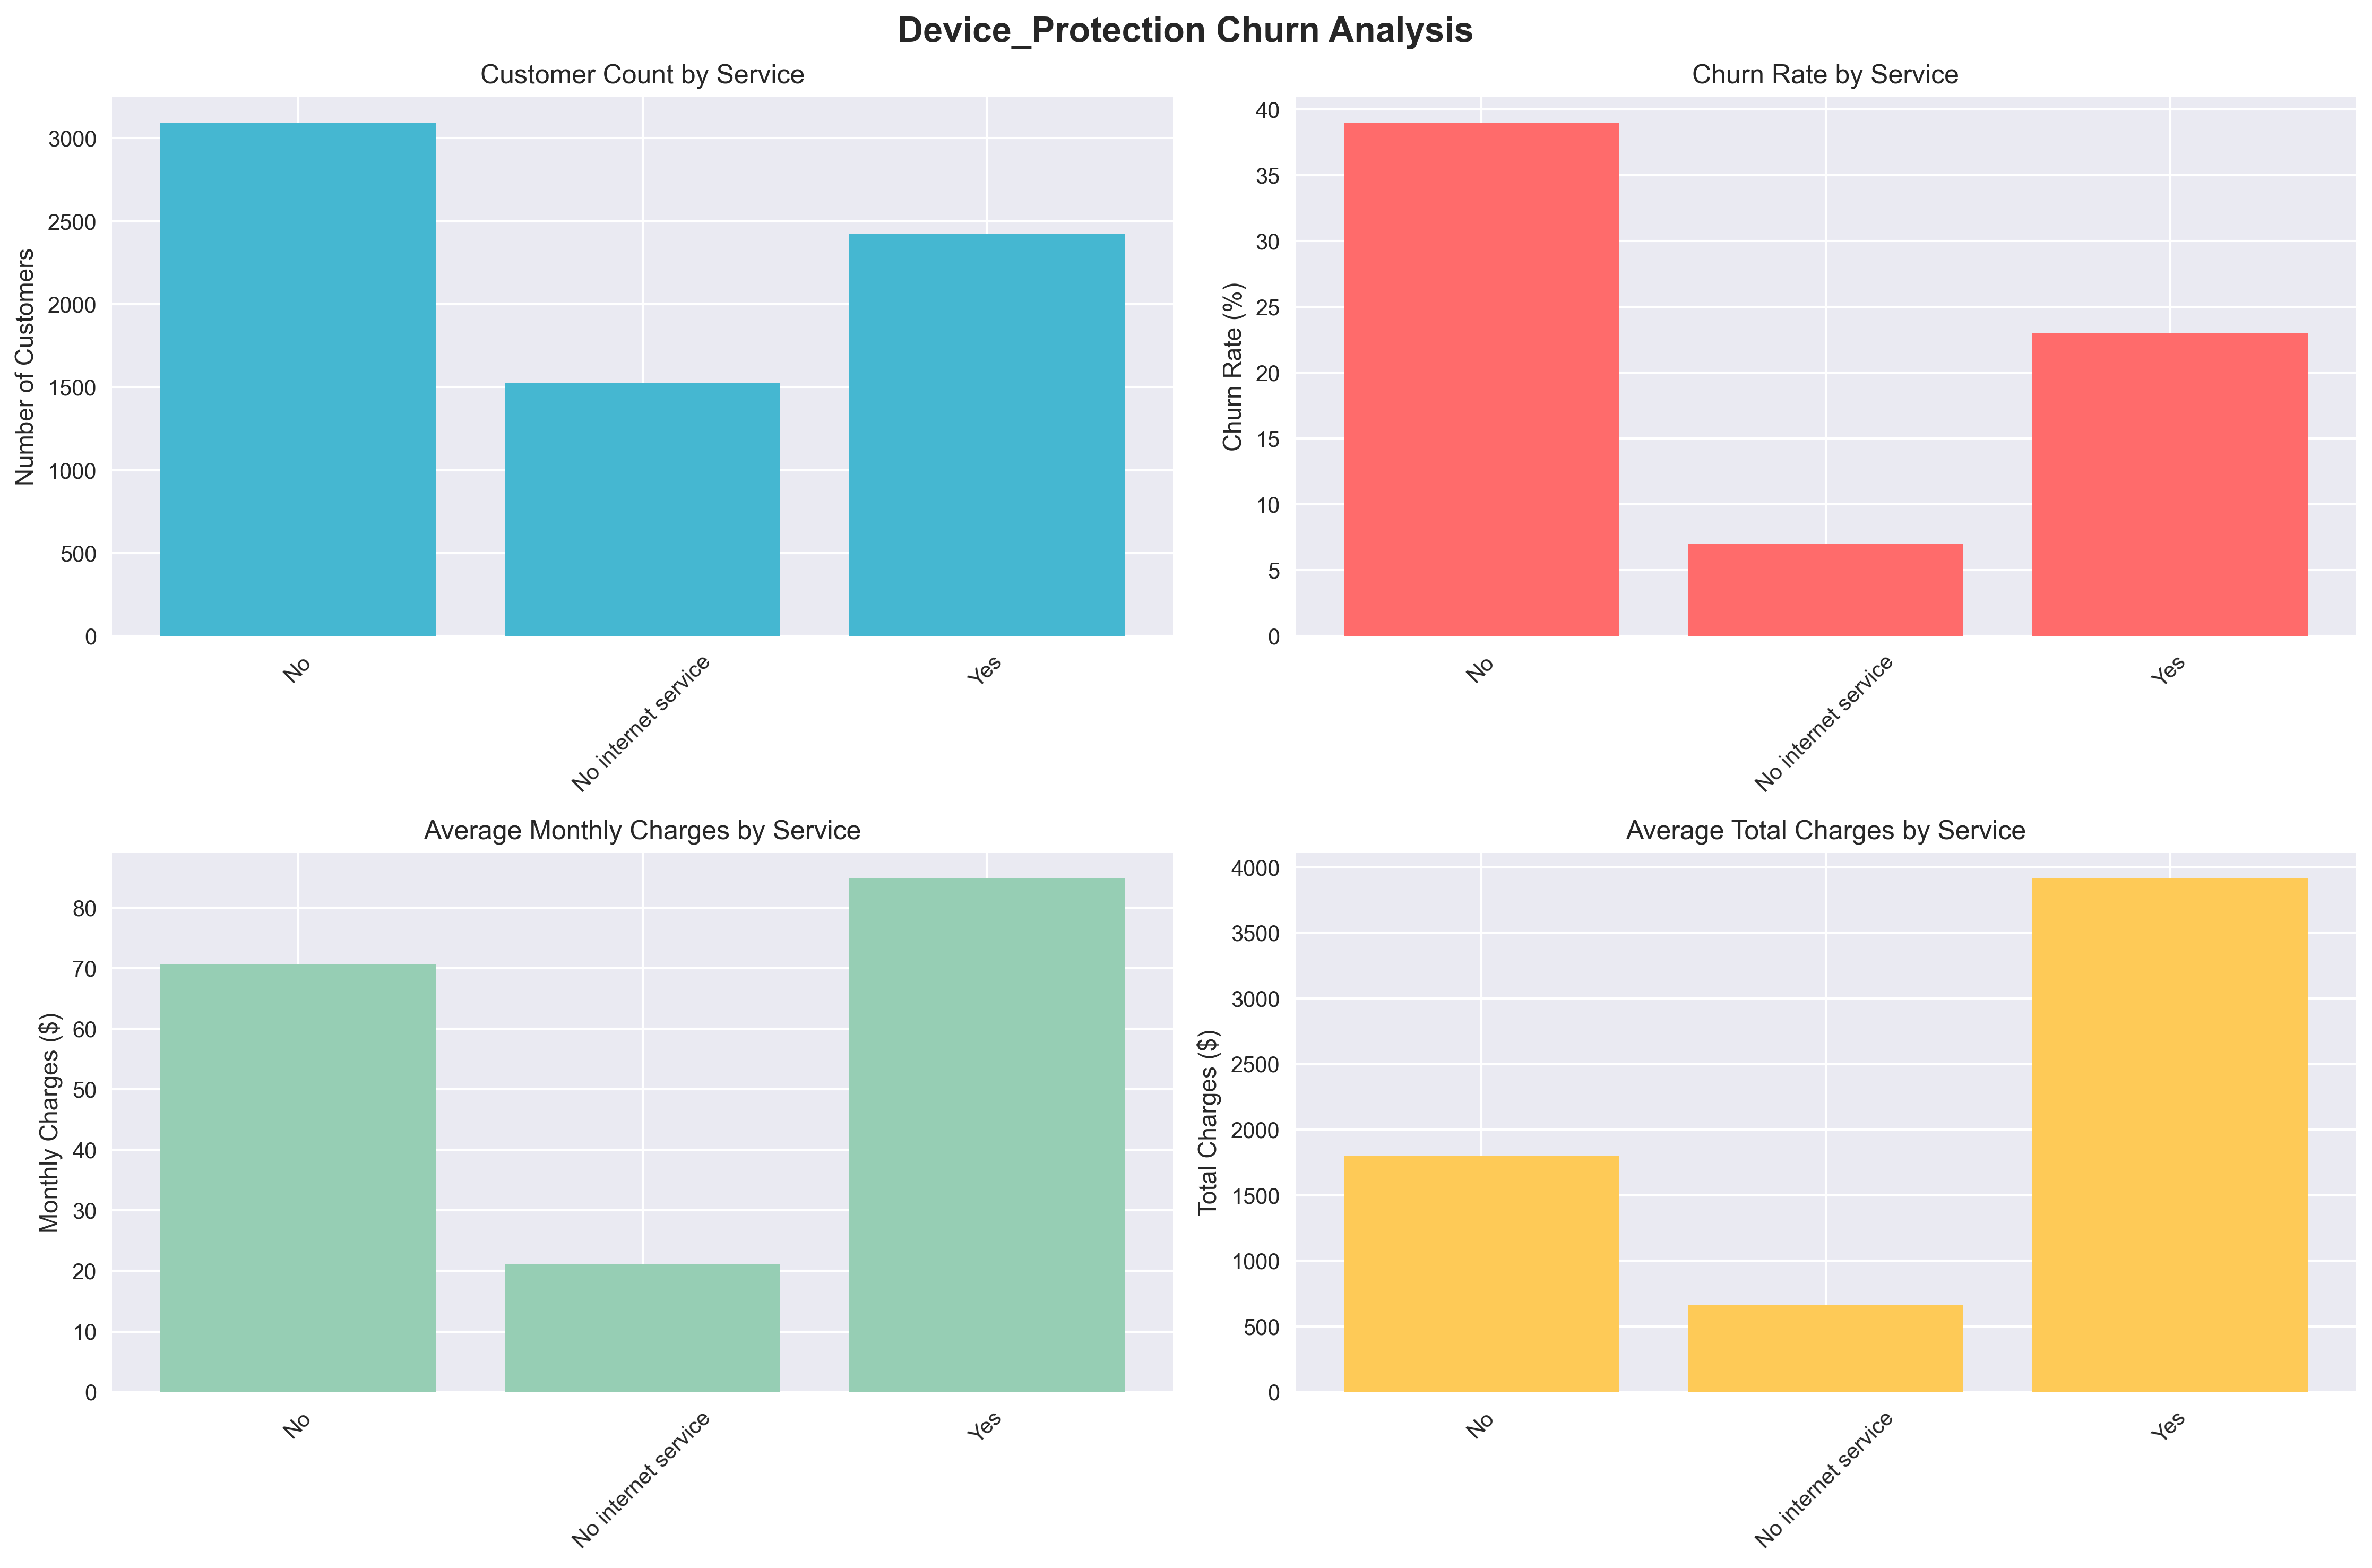 Device_Protection Churn Analysis
Customer Count by Service
Number of Customers
3000
2500
2000
1500
1000
500
0
No
No internet service
Yes
Churn Rate by Service
Churn Rate (%)
40
35
30
25
20
15
10
5
0
No
No internet service
Yes
Average Monthly Charges by Service
Monthly Charges ($)
80
70
60
50
40
30
20
10
0
No
No internet service
Yes
Average Total Charges by Service
Total Charges ($)
4000
3500
3000
2500
2000
1500
1000
500
0
No
No internet service
Yes